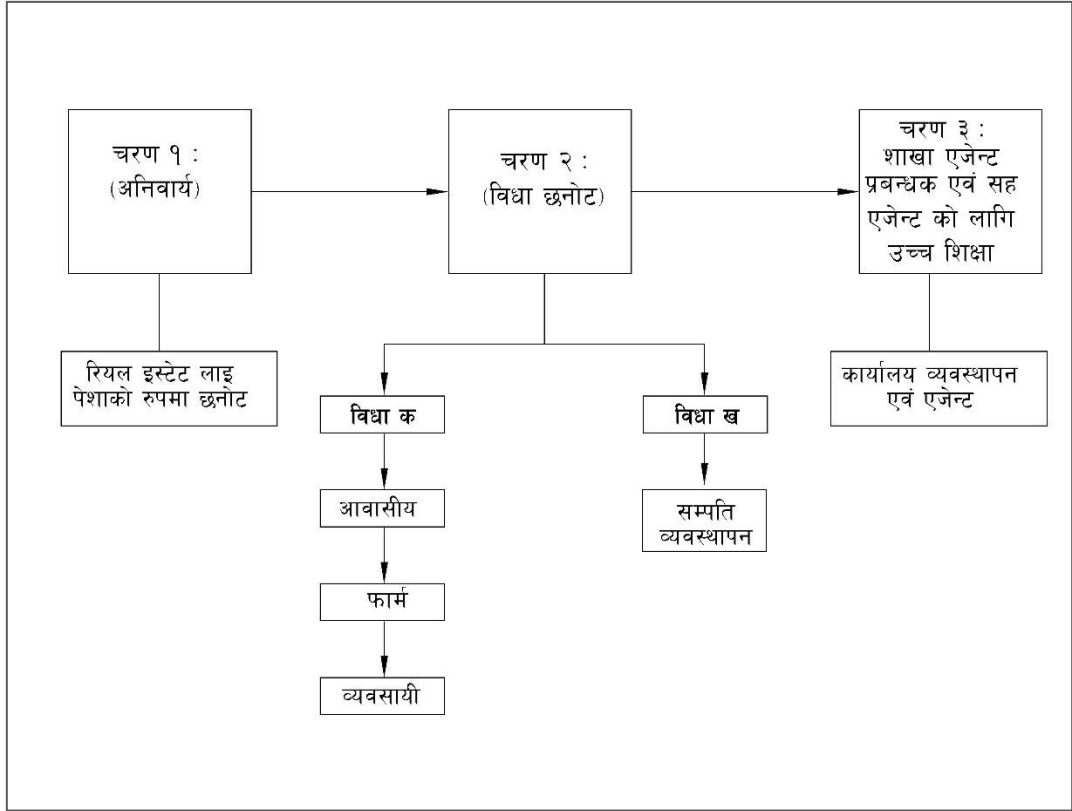 चरण १ :
(अनिवार्य)
चरण २ :
(विधा छनोट)
चरण ३ :
शाखा एजेन्ट
प्रबन्धक एवं सह
एजेन्ट को लागि
उच्च शिक्षा
रियल इस्टेट लाइ
पेशाको रुपमा छनोट
कार्यालय व्यवस्थापन
एवं एजेन्ट
विधा क
विधा ख
आवासीय
सम्पति
व्यवस्थापन
फार्म
व्यवसायी